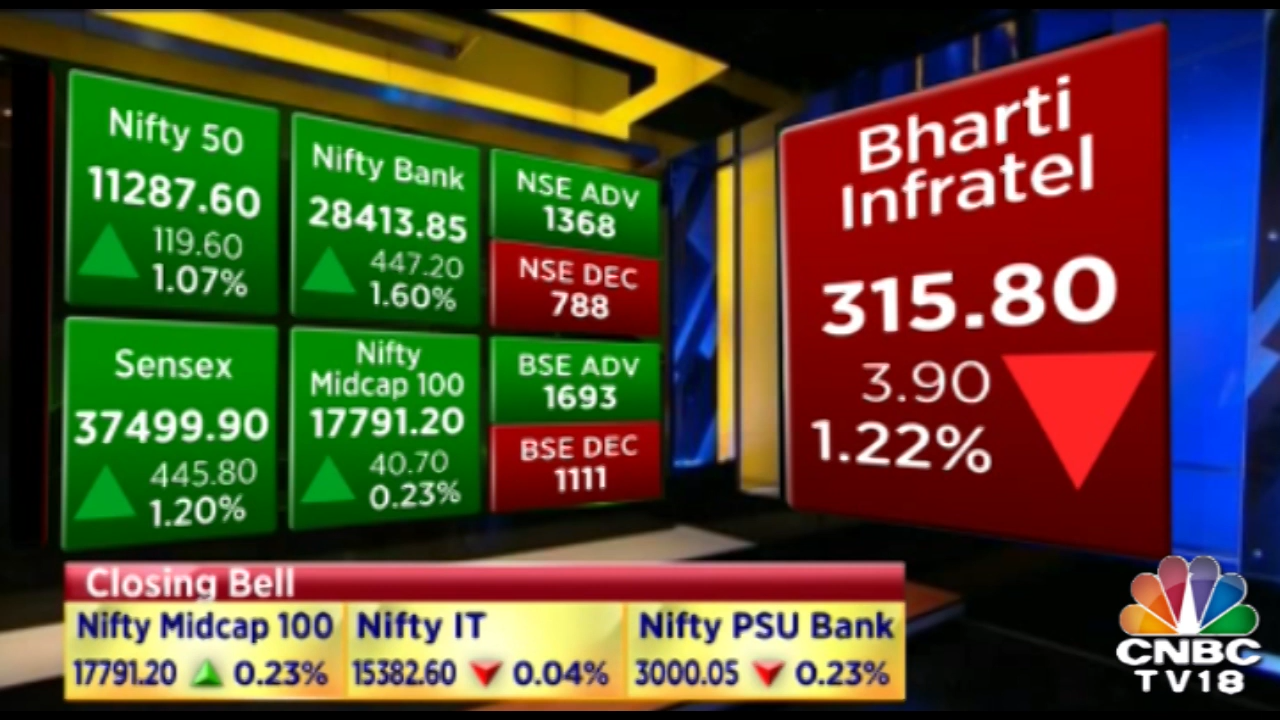 Nifty 50
11287.60
119.60
1.07%
Nifty Bank
28413.85
447.20
1.60%
NSE ADV
1368
NSE DEC
788
Sensex
37499.90
445.80
1.20%
Nifty
Midcap 100
17791.20
40.70
0.23%
BSE ADV
1693
BSE DEC
1111
Bharti
Infratel
315.80
3.90
1.22%
Closing Bell
Nifty Midcap 100
17791.20 0.23%
Nifty IT
15382.60 0.04%
Nifty PSU Bank
3000.05 0.23%
CNBC
TV18